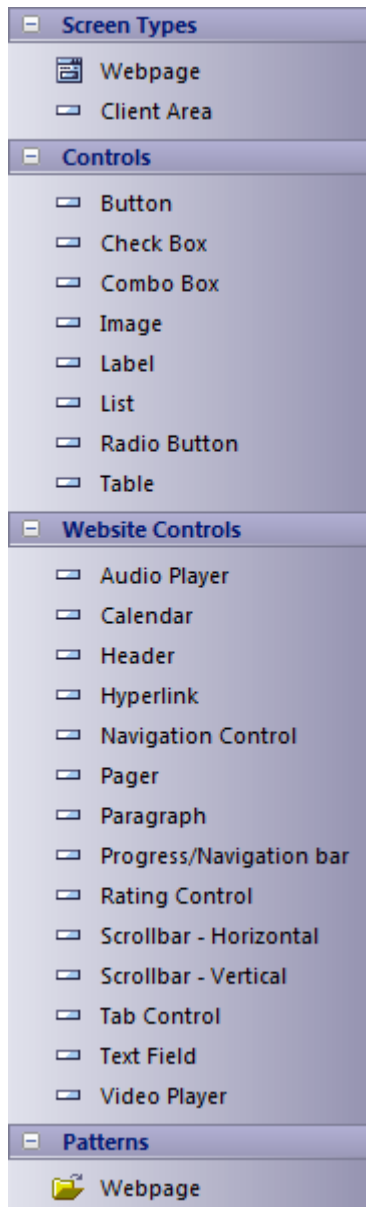 Screen Types
Webpage
Client Area
Controls
Button
Check Box
Combo Box
Image
Label
List
Radio Button
Table
Website Controls
Audio Player
Calendar
Header
Hyperlink
Navigation Control
Pager
Paragraph
Progress/Navigation bar
Rating Control
Scrollbar - Horizontal
Scrollbar - Vertical
Tab Control
Text Field
Video Player
Patterns
Webpage